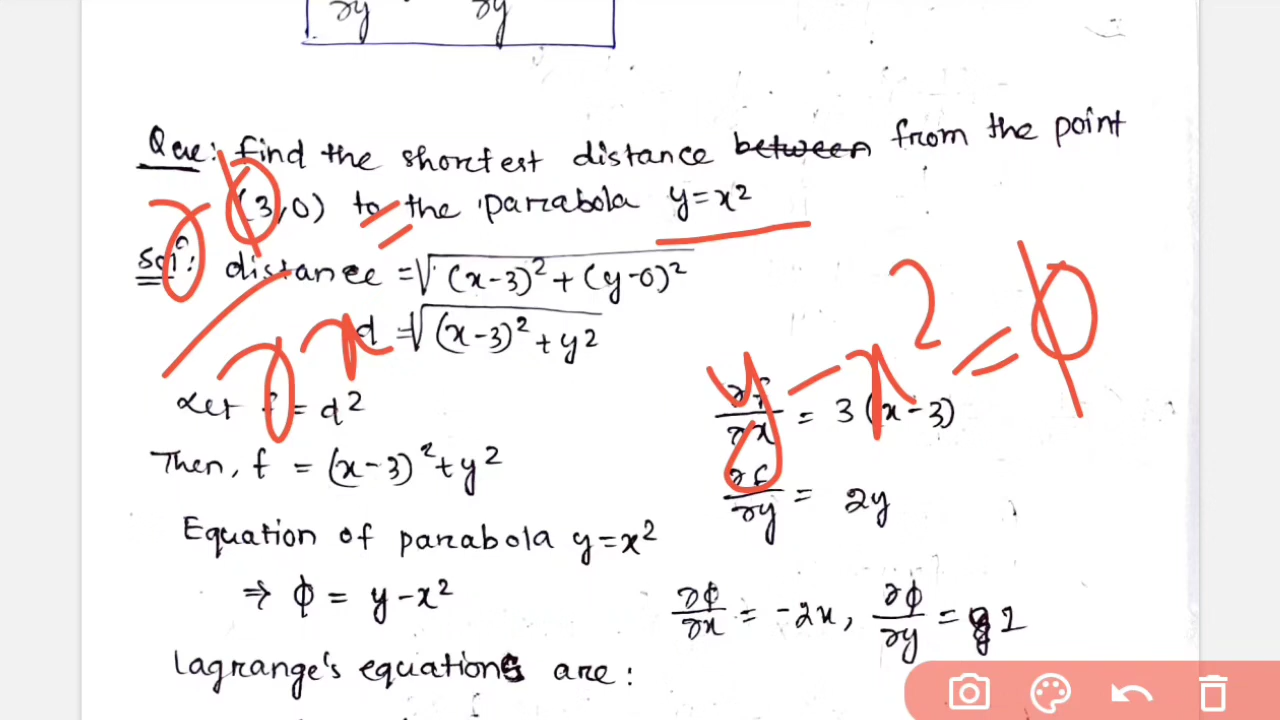 ∂y ∂y
Que: find the shortest distance between from the point
(3,0) to the parabola y=x²
Sol: distance = √(x-3)²+(y-0)²
d = √(x-3)²+y²
Let f = d²
∂f/∂x = 3(x-3)
Then, f = (x-3)²+y²
∂f/∂y = 2y
Equation of parabola y=x²
⇒ ϕ = y-x²
∂ϕ/∂x = -2x, ∂ϕ/∂y = 1
Lagrange's equations are:
y-x²=ϕ
∂ϕ
∂x
=